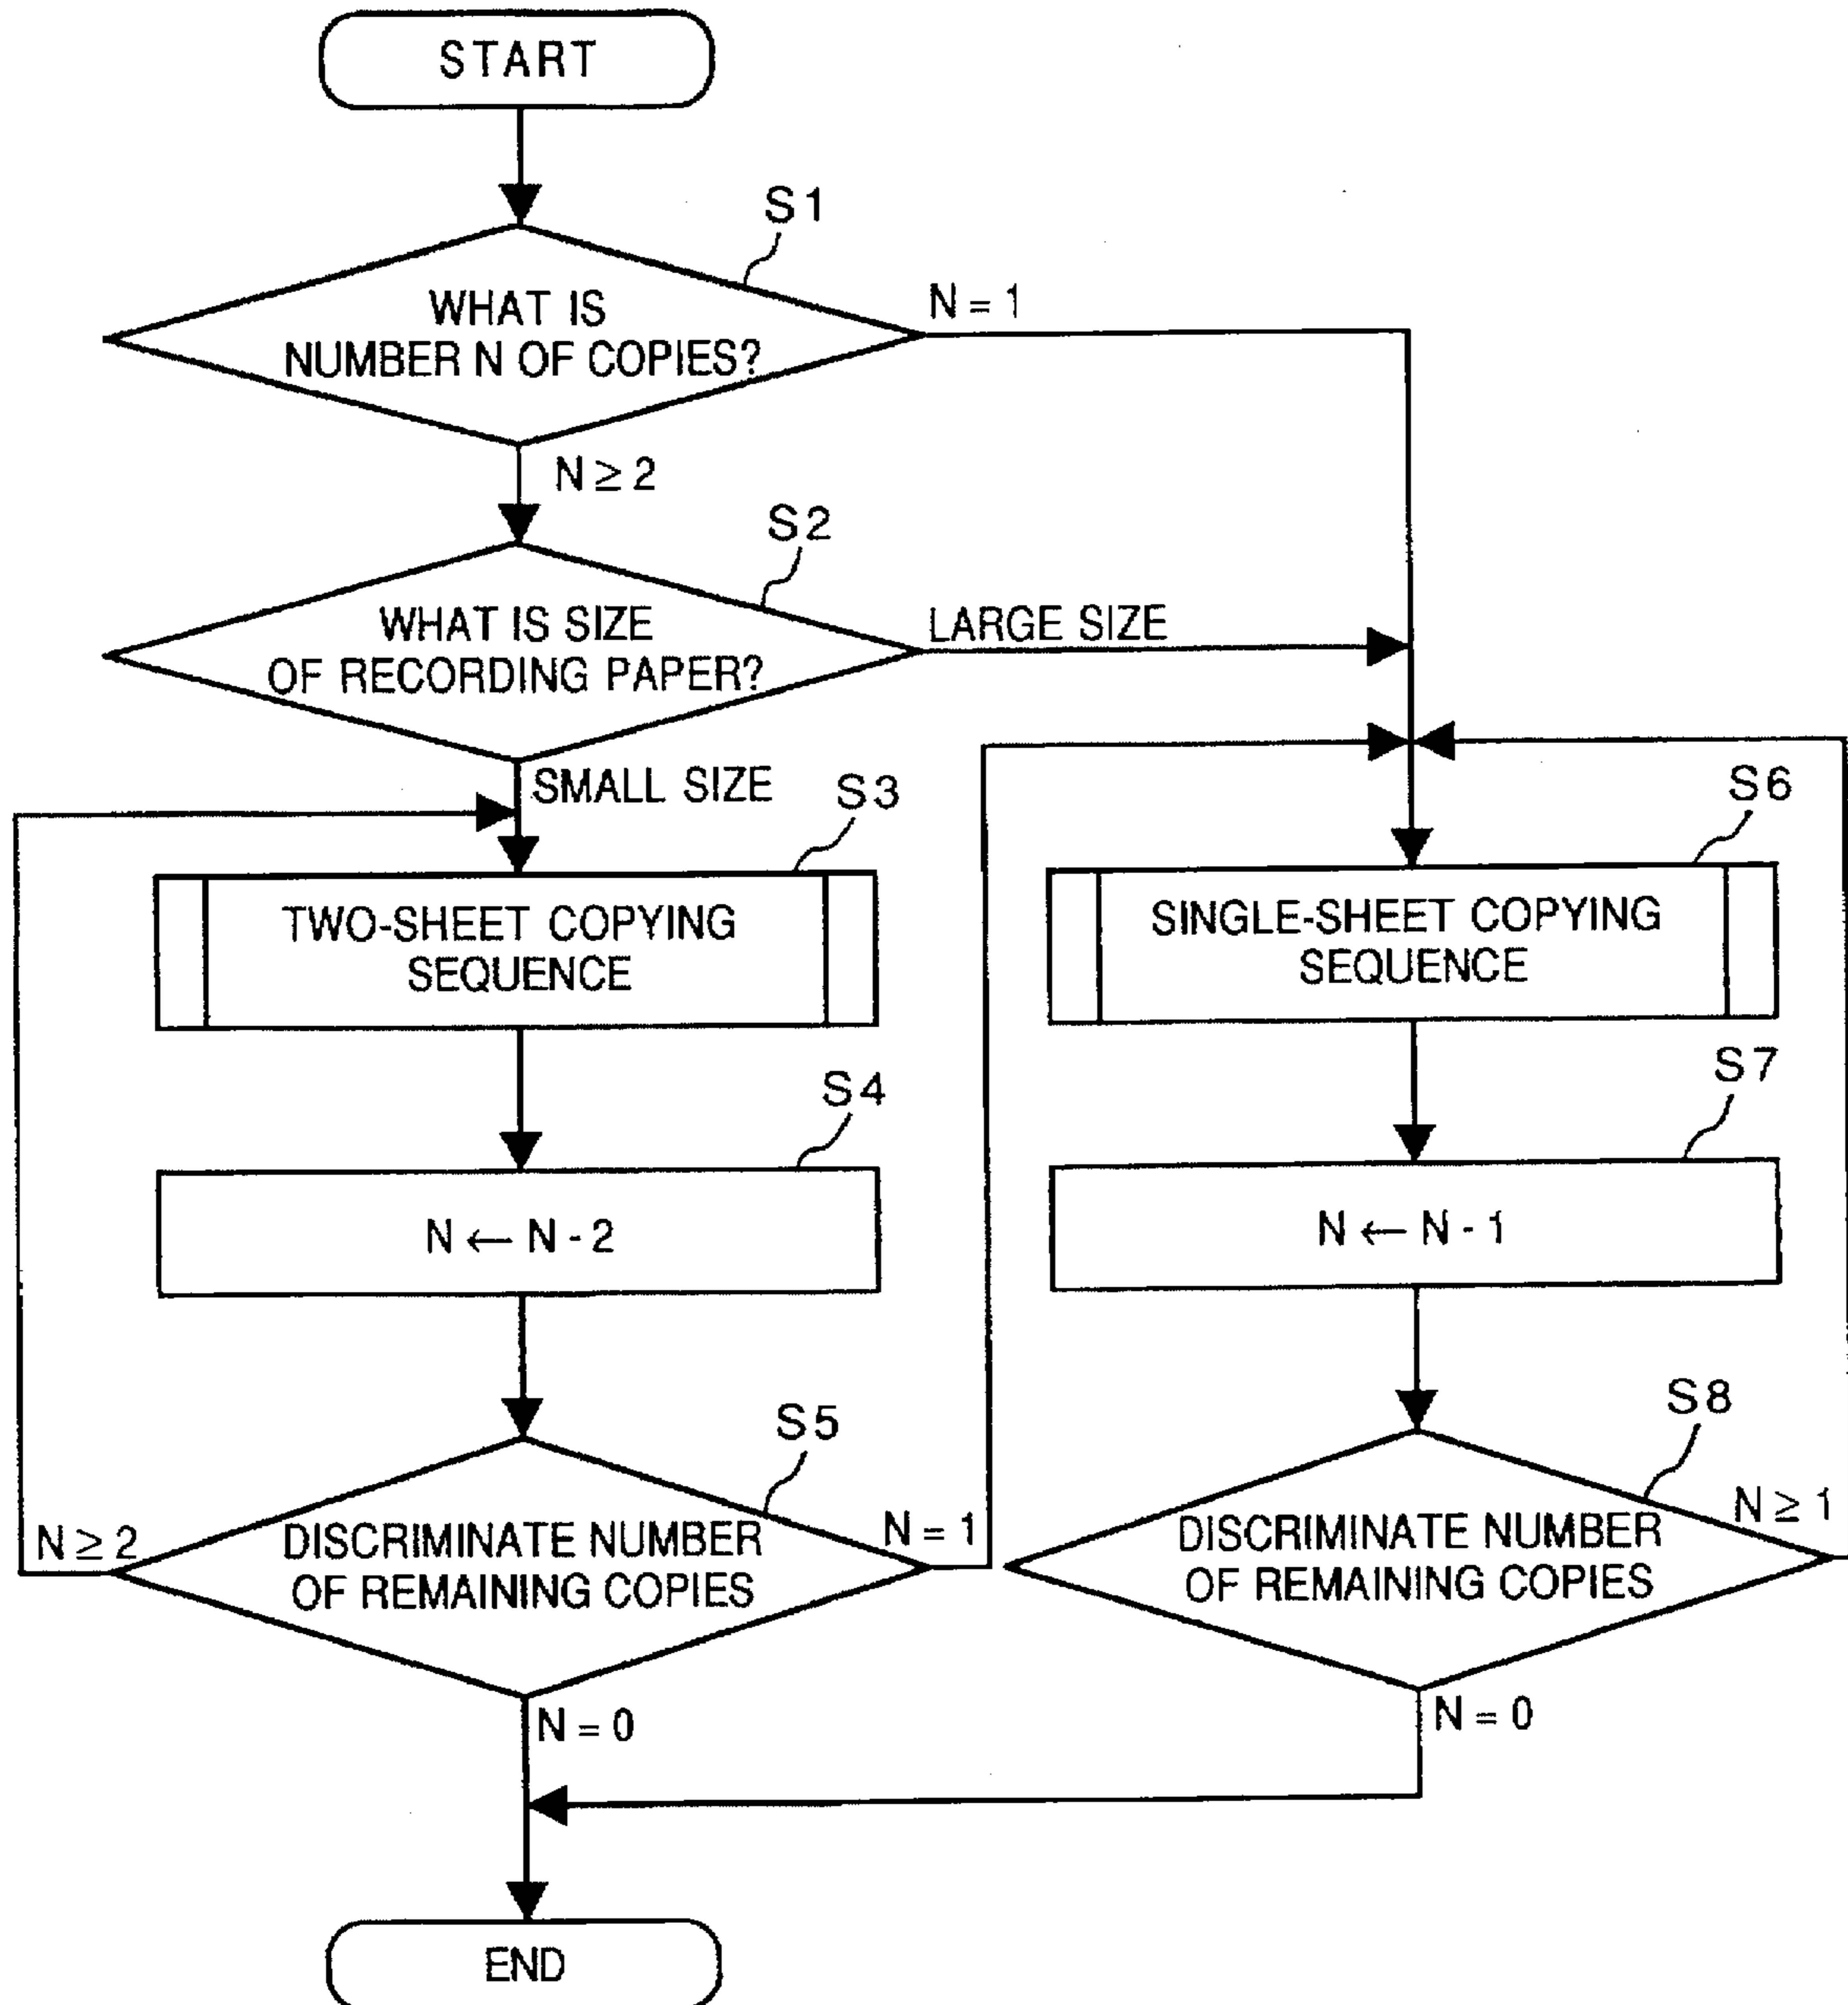 START
S1
WHAT IS
NUMBER N OF COPIES?
N = 1
N ≥ 2
S2
WHAT IS SIZE
OF RECORDING PAPER?
LARGE SIZE
SMALL SIZE
S3
TWO-SHEET COPYING
SEQUENCE
S6
SINGLE-SHEET COPYING
SEQUENCE
S4
N ← N - 2
S7
N ← N - 1
S5
DISCRIMINATE NUMBER
OF REMAINING COPIES
N ≥ 2
N = 1
N = 0
S8
DISCRIMINATE NUMBER
OF REMAINING COPIES
N ≥ 1
N = 0
END